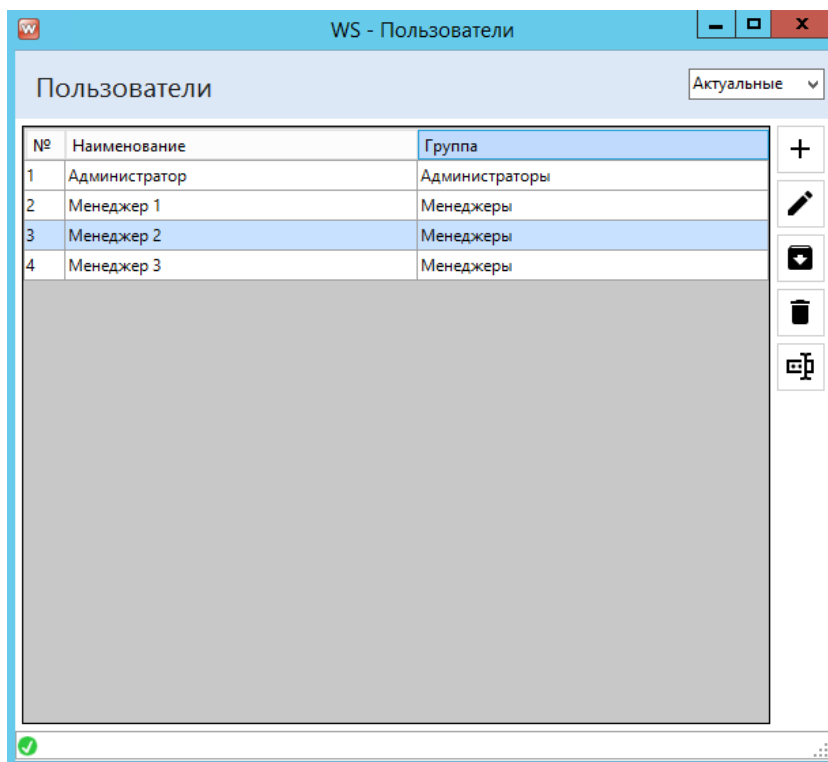 WS - Пользователи
Пользователи
Актуальные
№ Наименование Группа
1 Администратор Администраторы
2 Менеджер 1 Менеджеры
3 Менеджер 2 Менеджеры
4 Менеджер 3 Менеджеры